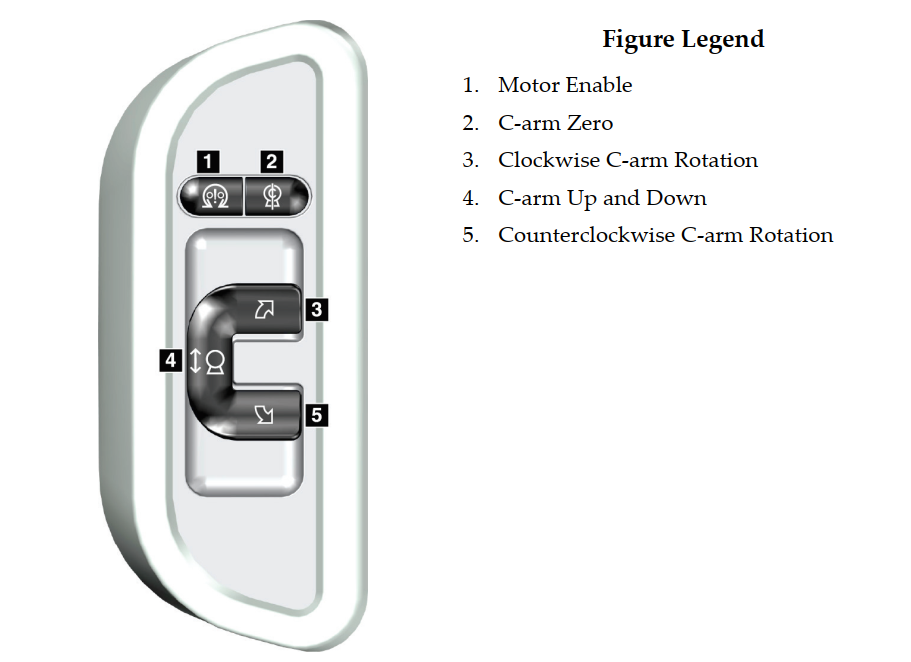 1 2
3
4
5
Figure Legend
1. Motor Enable
2. C-arm Zero
3. Clockwise C-arm Rotation
4. C-arm Up and Down
5. Counterclockwise C-arm Rotation